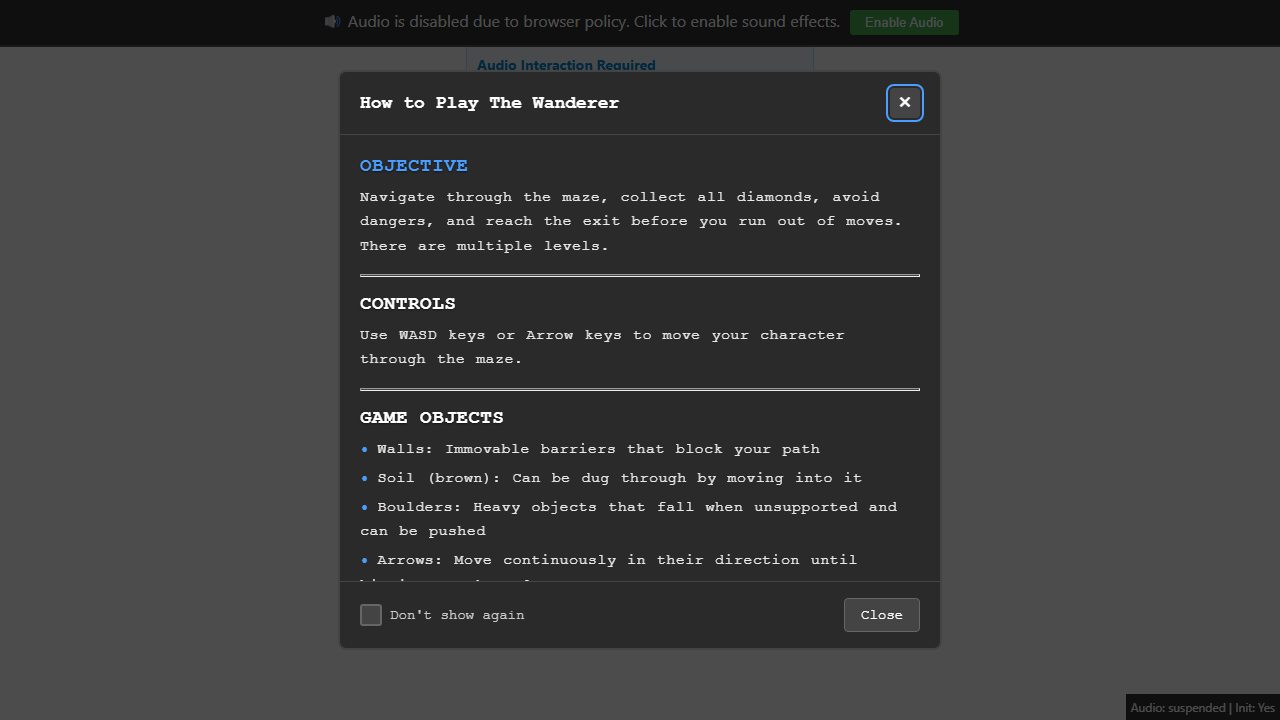 Audio is disabled due to browser policy. Click to enable sound effects.
Enable Audio
Audio Interaction Required
How to Play The Wanderer
OBJECTIVE
Navigate through the maze, collect all diamonds, avoid
dangers, and reach the exit before you run out of moves.
There are multiple levels.
CONTROLS
Use WASD keys or Arrow keys to move your character
through the maze.
GAME OBJECTS
• Walls: Immovable barriers that block your path
• Soil (brown): Can be dug through by moving into it
• Boulders: Heavy objects that fall when unsupported and
can be pushed
• Arrows: Move continuously in their direction until
Don't show again
Close
Audio: suspended | Init: Yes